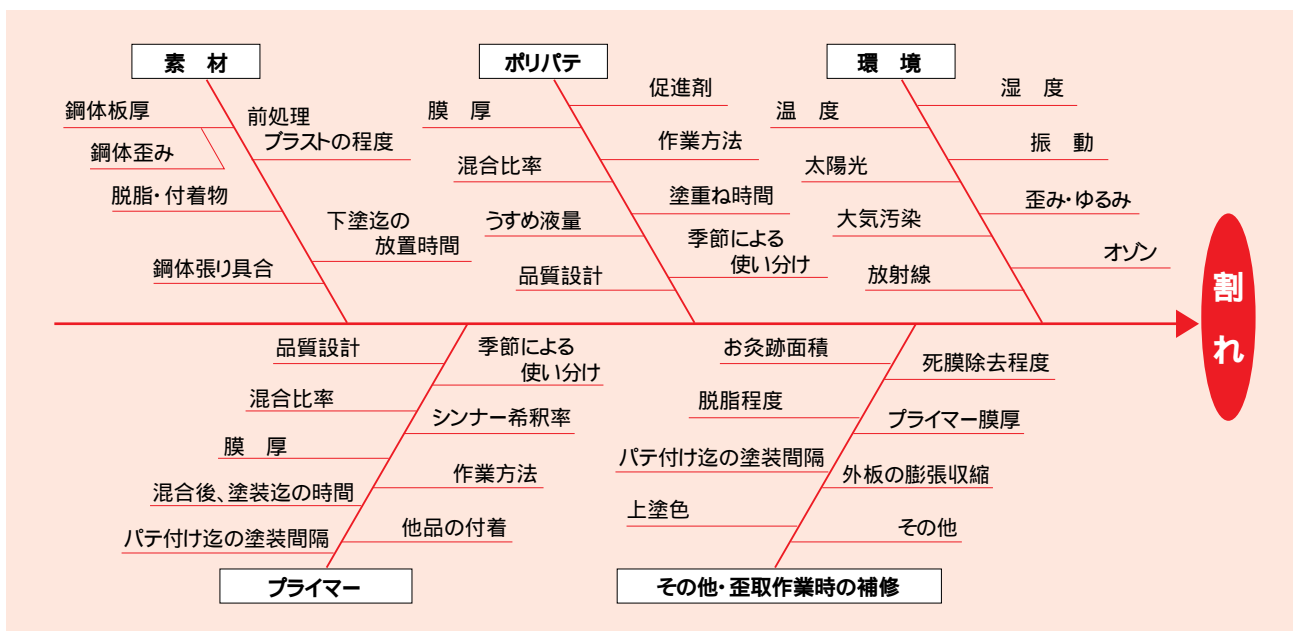 素 材
鋼体板厚
鋼体歪み
脱脂・付着物
鋼体張り具合
前処理
ブラストの程度
下塗迄の
放置時間
ポリパテ
膜 厚
混合比率
うすめ液量
品質設計
促進剤
作業方法
塗重ね時間
季節による
使い分け
環 境
温 度
太陽光
大気汚染
放射線
湿 度
振 動
歪み・ゆるみ
オゾン
割れ
品質設計
混合比率
膜 厚
混合後、塗装迄の時間
パテ付け迄の塗装間隔
季節による
使い分け
シンナー希釈率
作業方法
他品の付着
プライマー
お灸跡面積
脱脂程度
パテ付け迄の塗装間隔
上塗色
死膜除去程度
プライマー膜厚
外板の膨張収縮
その他
その他・歪取作業時の補修